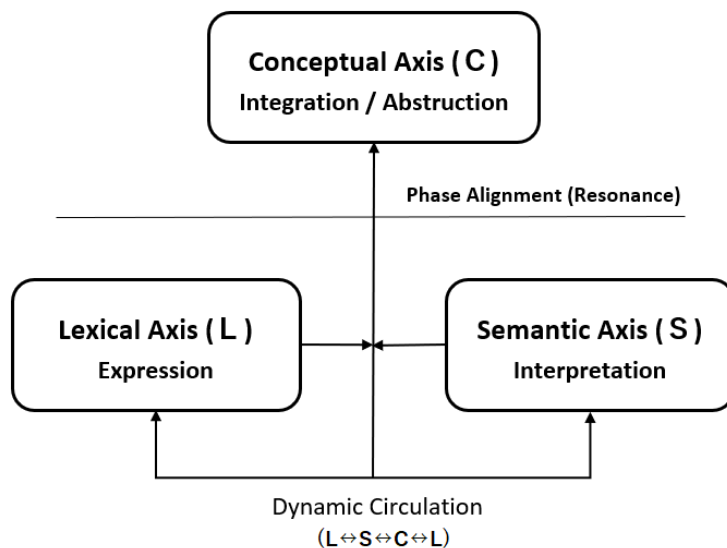 Conceptual Axis ( C )
Integration / Abstruction
Phase Alignment (Resonance)
Lexical Axis ( L )
Expression
Semantic Axis ( S )
Interpretation
Dynamic Circulation
(L↔S↔C↔L)